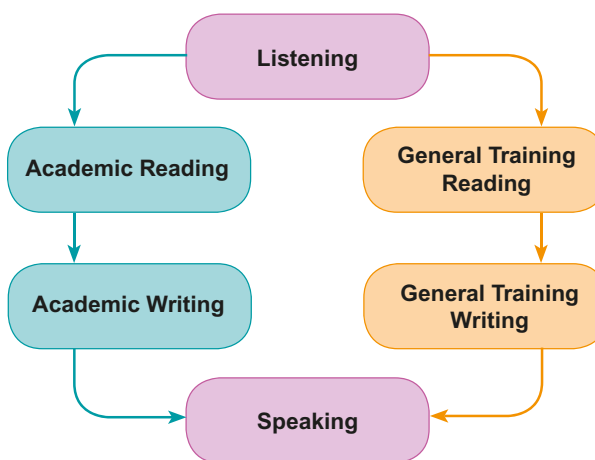 Listening
Academic Reading
General Training
Reading
Academic Writing
General Training
Writing
Speaking